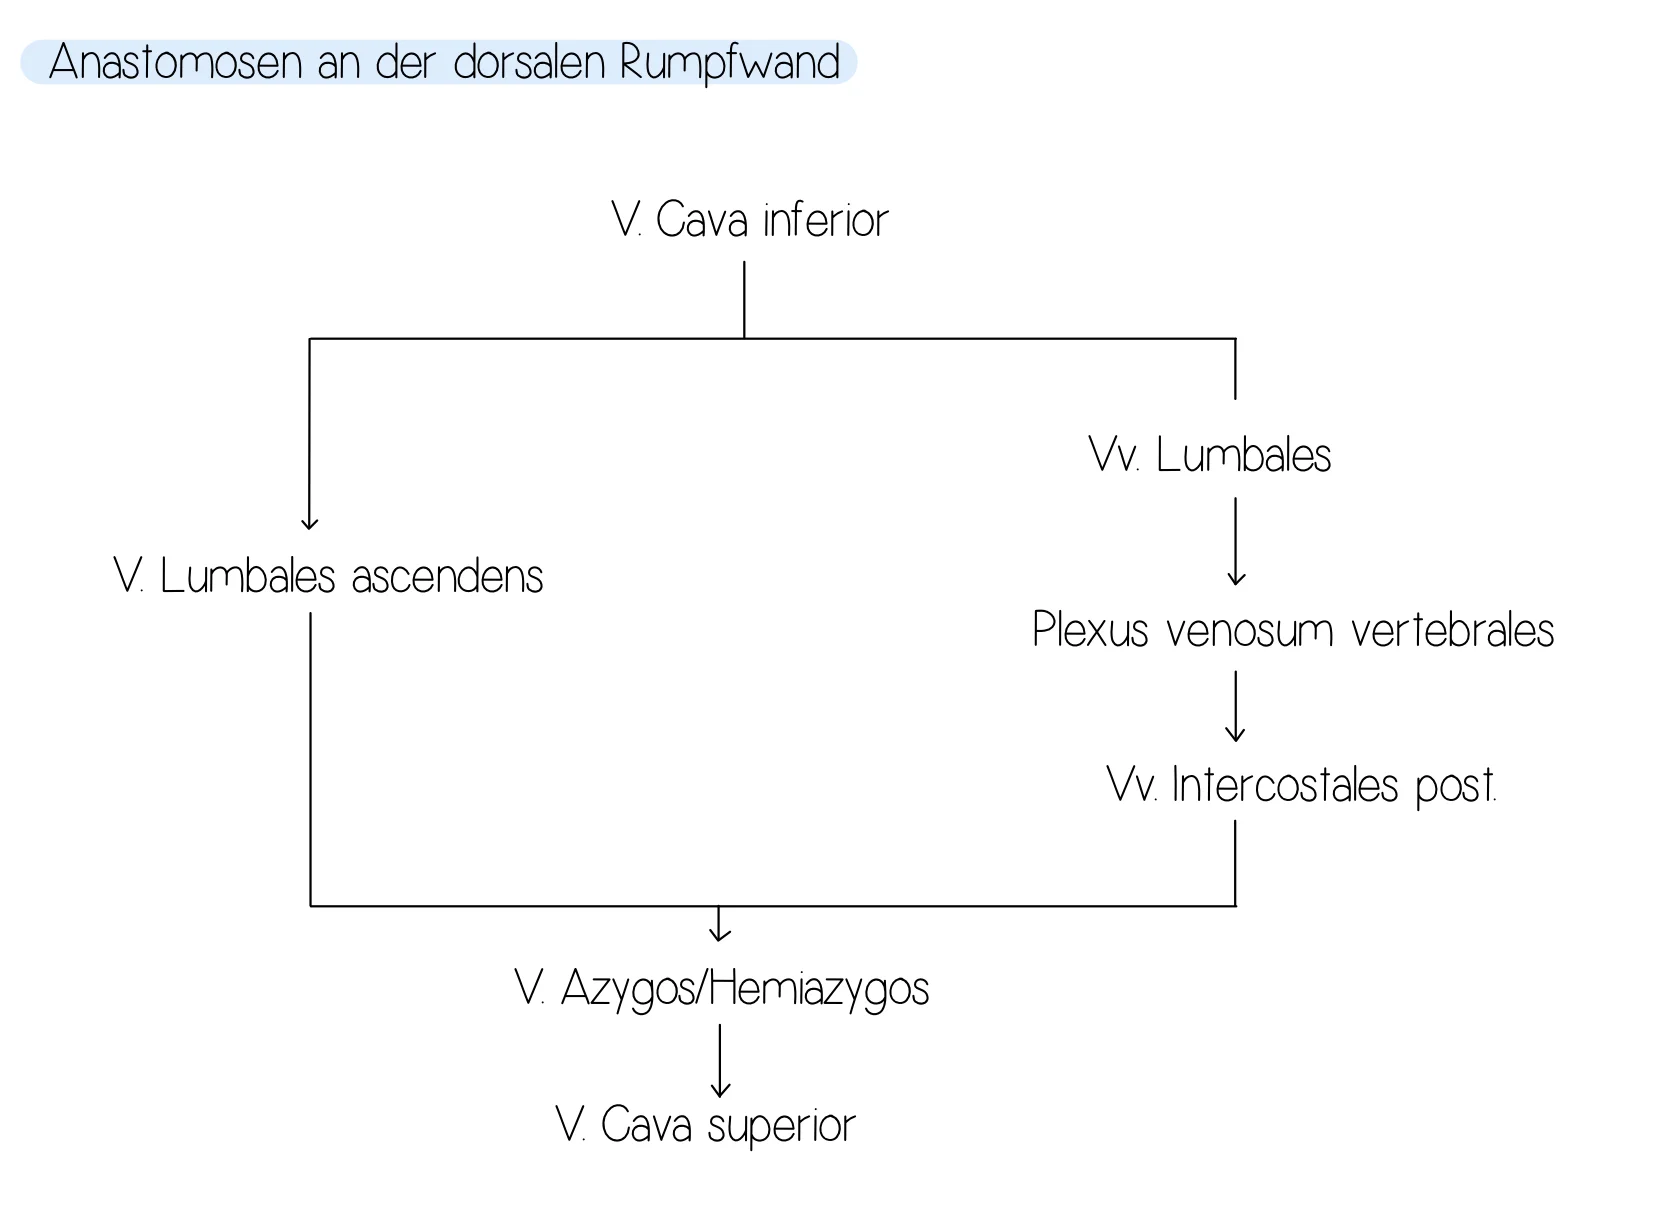 Anastomosen an der dorsalen Rumpfwand
V. Cava inferior
Vv. Lumbales
V. Lumbales ascendens
Plexus venosum vertebrales
Vv. Intercostales post.
V. Azygos/Hemiazygos
V. Cava superior